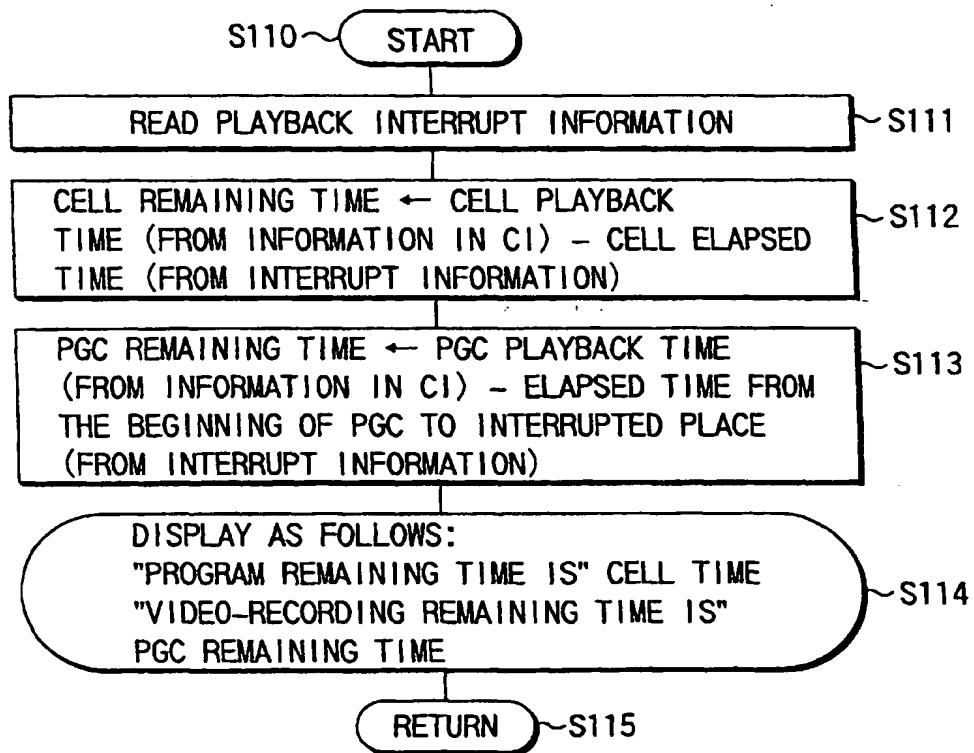 S110 START
READ PLAYBACK INTERRUPT INFORMATION S111
CELL REMAINING TIME ← CELL PLAYBACK
TIME (FROM INFORMATION IN CI) – CELL ELAPSED
TIME (FROM INTERRUPT INFORMATION)
S112
PGC REMAINING TIME ← PGC PLAYBACK TIME
(FROM INFORMATION IN CI) – ELAPSED TIME FROM
THE BEGINNING OF PGC TO INTERRUPTED PLACE
(FROM INTERRUPT INFORMATION)
S113
DISPLAY AS FOLLOWS:
"PROGRAM REMAINING TIME IS" CELL TIME
"VIDEO-RECORDING REMAINING TIME IS"
PGC REMAINING TIME
S114
RETURN S115